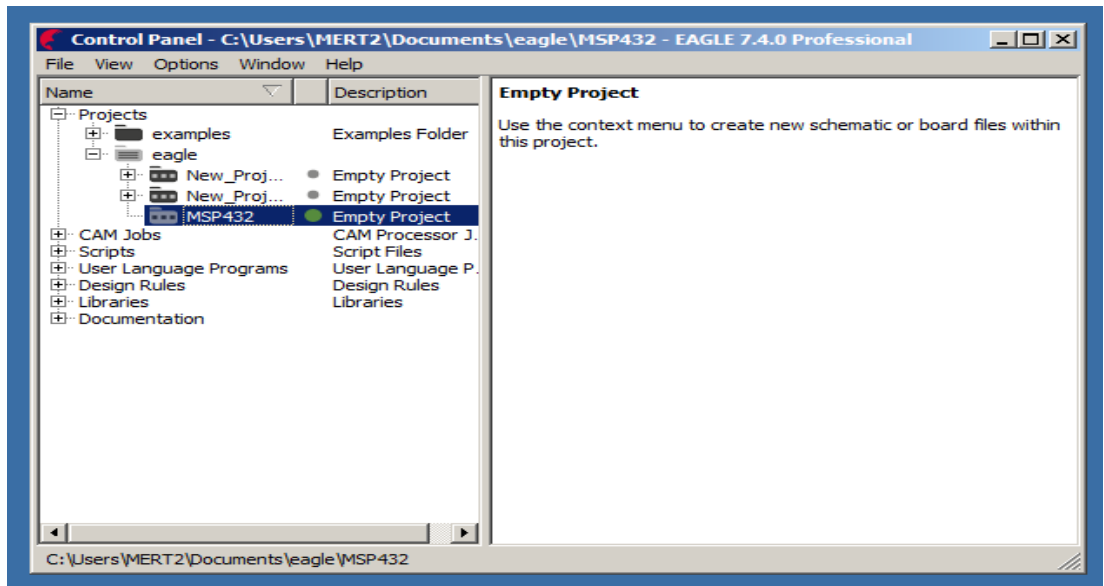 Control Panel - C:\Users\MERT2\Documents\eagle\MSP432 - EAGLE 7.4.0 Professional
File View Options Window Help
Name Description
Projects
examples Examples Folder
eagle
New_Proj... Empty Project
New_Proj... Empty Project
MSP432 Empty Project
CAM Jobs CAM Processor J.
Scripts Script Files
User Language Programs User Language P.
Design Rules Design Rules
Libraries Libraries
Documentation
Empty Project
Use the context menu to create new schematic or board files within
this project.
C:\Users\MERT2\Documents\eagle\MSP432